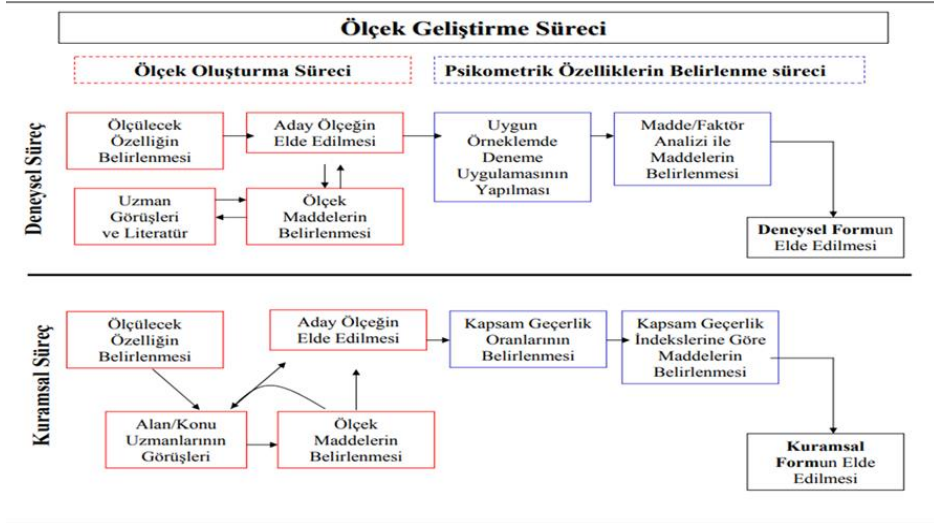 Ölçek Geliştirme Süreci
Ölçek Oluşturma Süreci
Psikometrik Özelliklerin Belirlenme süreci
Deneysel Süreç
Ölçülecek
Özelliğin
Belirlenmesi
Aday Ölçeğin
Elde Edilmesi
Uygun
Örneklemde
Deneme
Uygulamasının
Yapılması
Madde/Faktör
Analizi ile
Maddelerin
Belirlenmesi
Uzman
Görüşleri
ve Literatür
Ölçek
Maddelerin
Belirlenmesi
Deneysel Formun
Elde Edilmesi
Kuramsal Süreç
Ölçülecek
Özelliğin
Belirlenmesi
Aday Ölçeğin
Elde Edilmesi
Kapsam Geçerlik
Oranlarının
Belirlenmesi
Kapsam Geçerlik
İndekslerine Göre
Maddelerin
Belirlenmesi
Alan/Konu
Uzmanlarının
Görüşleri
Ölçek
Maddelerin
Belirlenmesi
Kuramsal
Formun Elde
Edilmesi